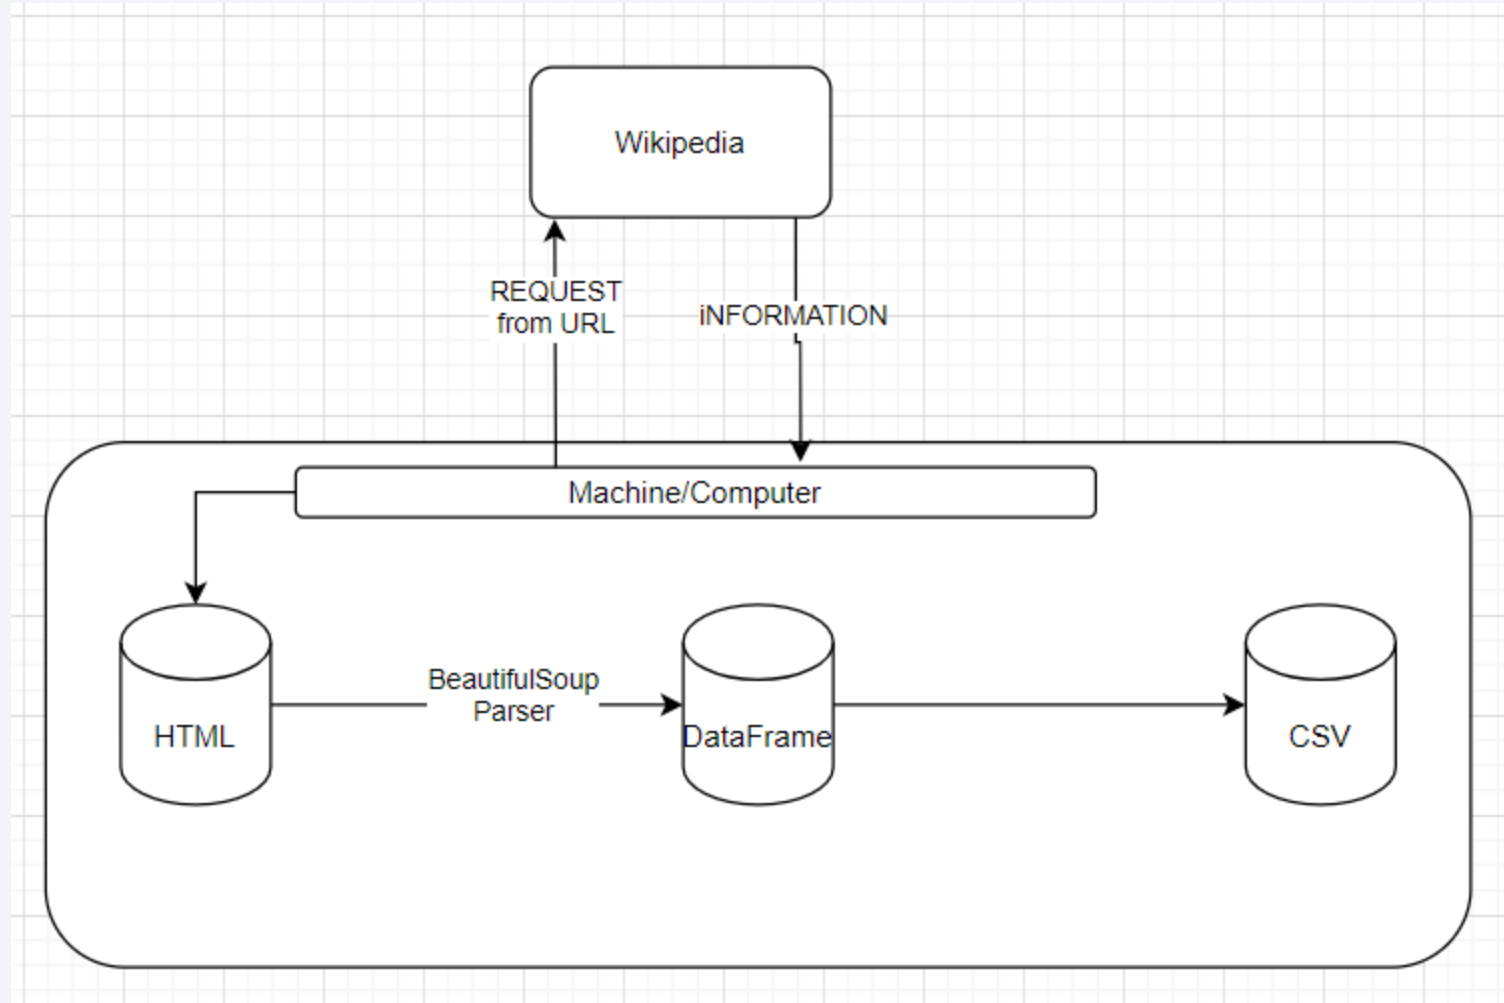 Wikipedia
REQUEST
from URL
iNFORMATION
Machine/Computer
BeautifulSoup
Parser
HTML
DataFrame
CSV